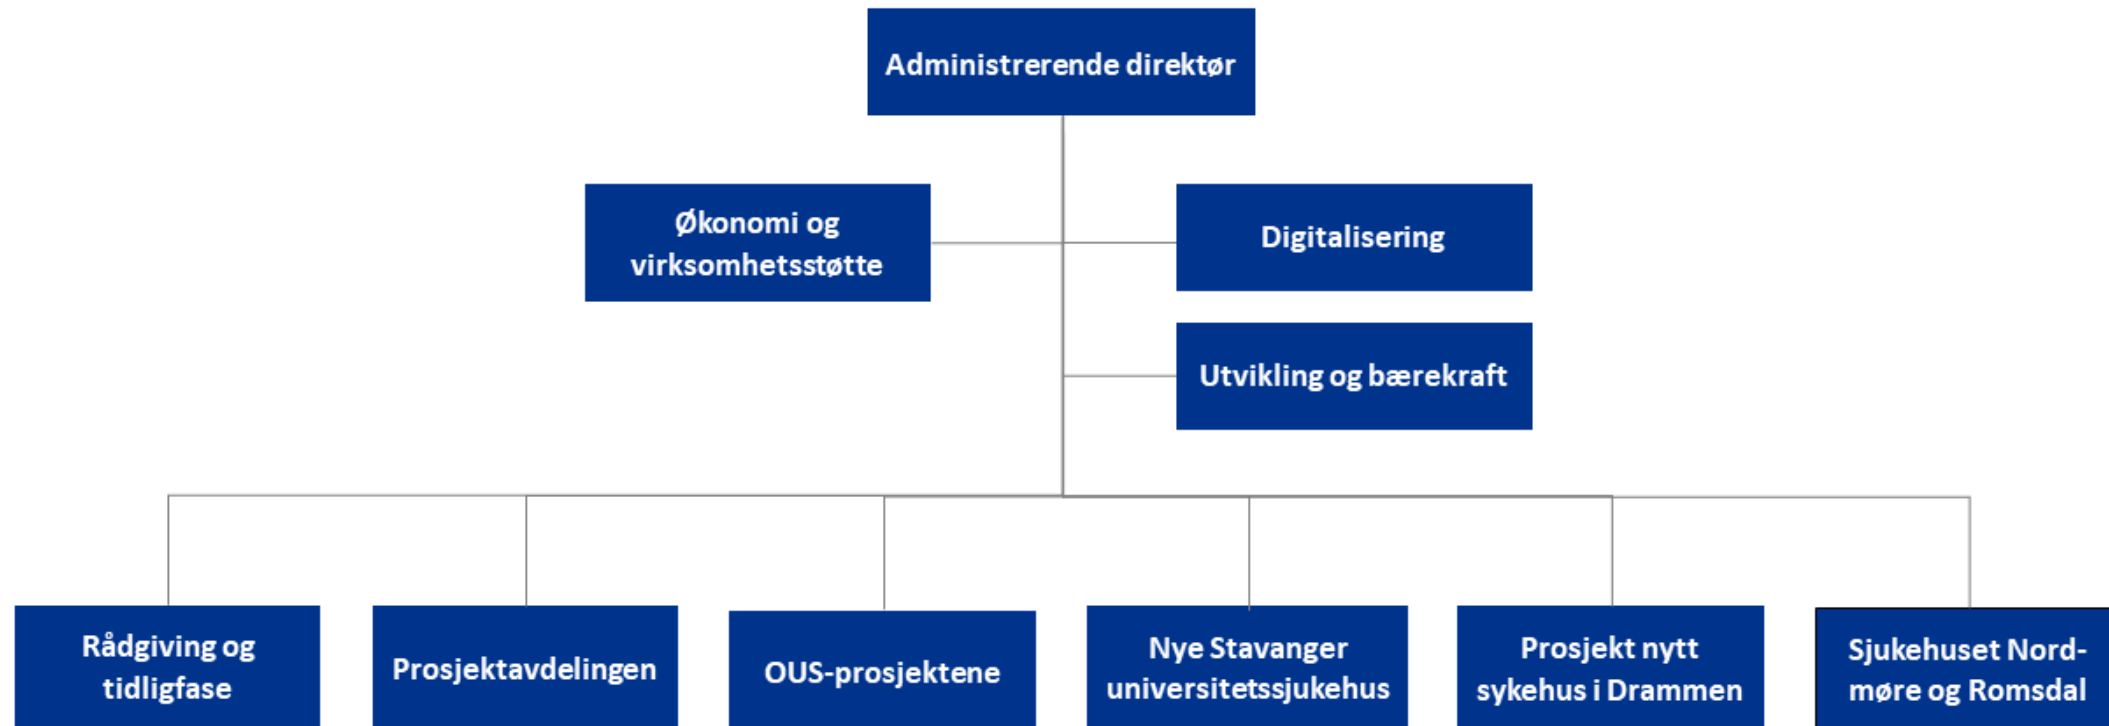 Administrerende direktør
Økonomi og
virksomhetsstøtte
Digitalisering
Utvikling og bærekraft
Rådgiving og
tidligfase
Prosjektavdelingen
OUS-prosjektene
Nye Stavanger
universitetssjukehus
Prosjekt nytt
sykehus i Drammen
Sjukehuset Nord-
møre og Romsdal